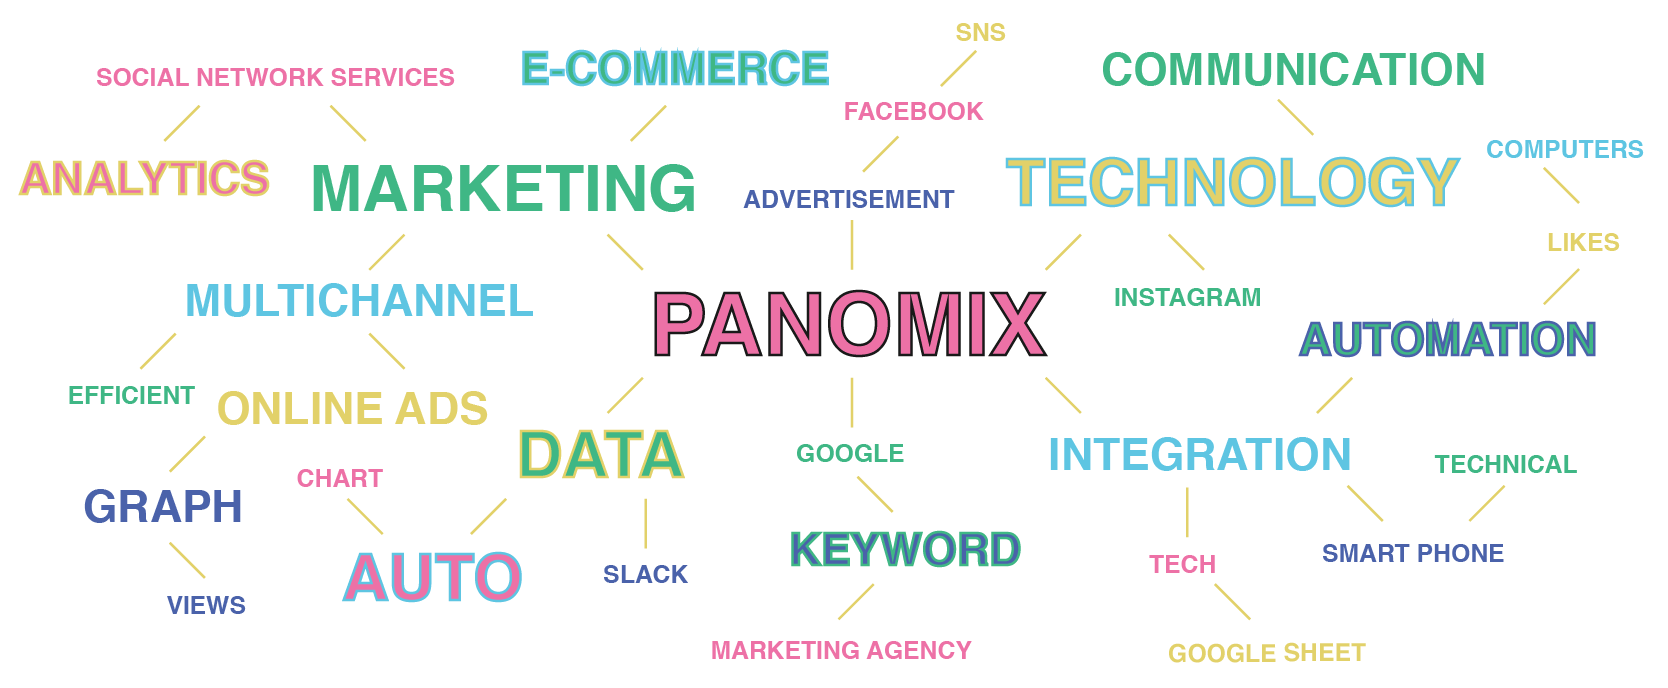 SNS
SOCIAL NETWORK SERVICES
E-COMMERCE
COMMUNICATION
FACEBOOK
COMPUTERS
ANALYTICS
MARKETING
ADVERTISEMENT
TECHNOLOGY
LIKES
MULTICHANNEL
INSTAGRAM
PANOMIX
AUTOMATION
EFFICIENT
ONLINE ADS
DATA
GOOGLE
INTEGRATION
TECHNICAL
CHART
GRAPH
KEYWORD
SMART PHONE
AUTO
SLACK
TECH
VIEWS
MARKETING AGENCY
GOOGLE SHEET